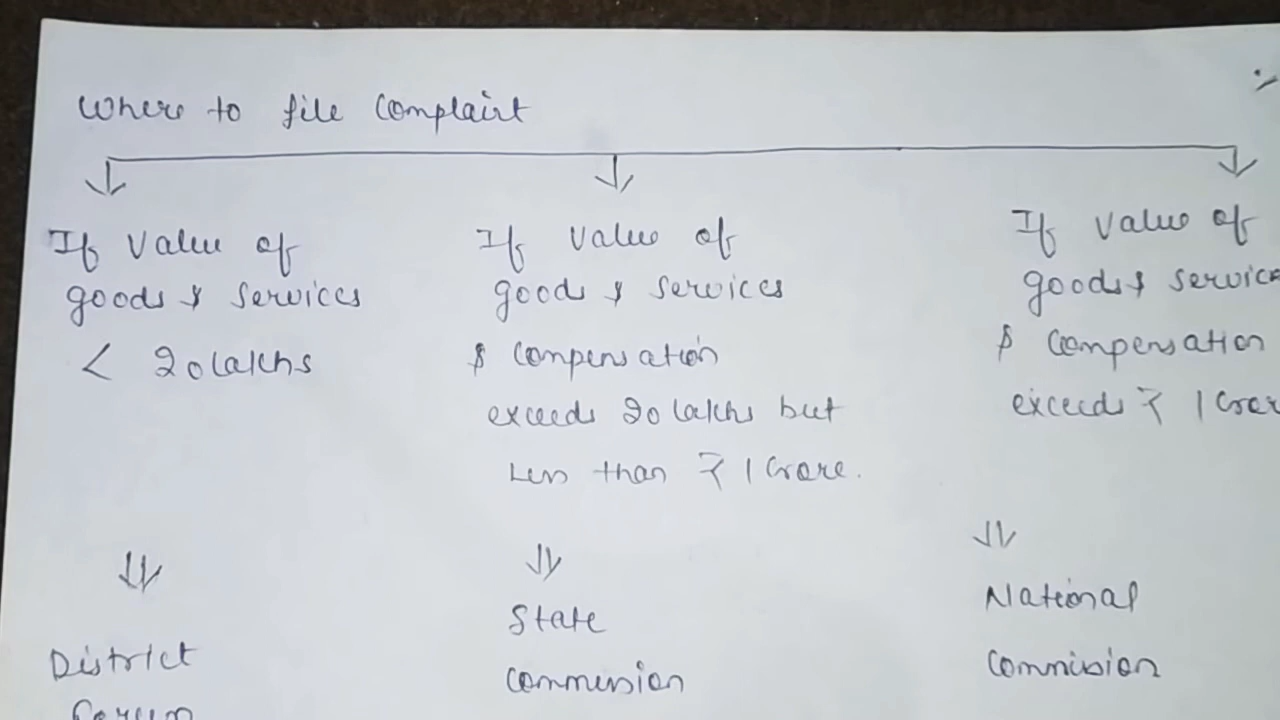 Where to file Complaint
If Value of
goods & services
< 20 lakhs
District
Forum
If Value of
goods & services
& Compensation
exceeds 20 lakhs but
Less than ₹ 1 Crore.
State
Commission
If Value of
goods & servic
& Compensation
exceeds ₹ 1 Cror
National
Commission